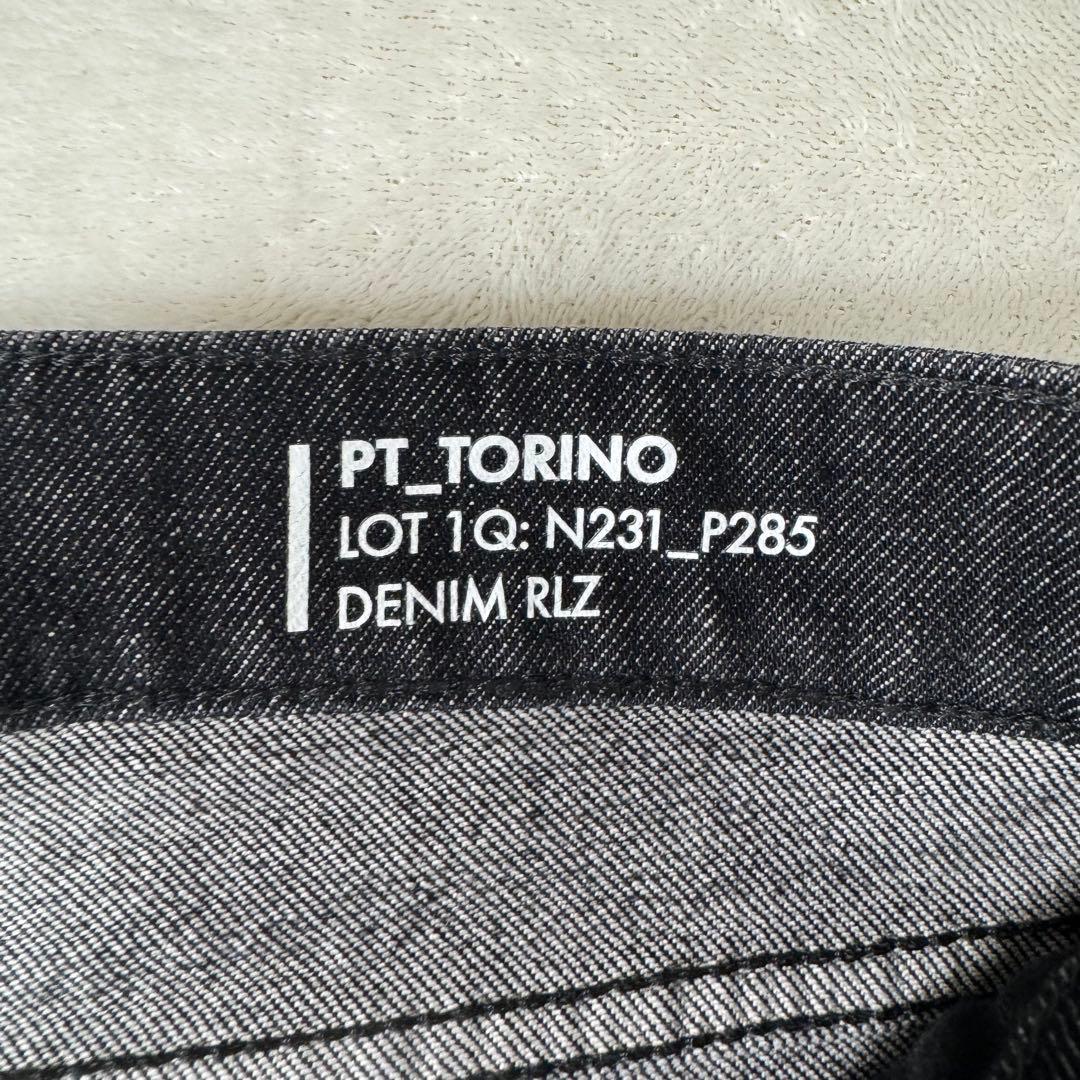 PT_TORINO
LOT 1Q: N231_P285
DENIM RLZ